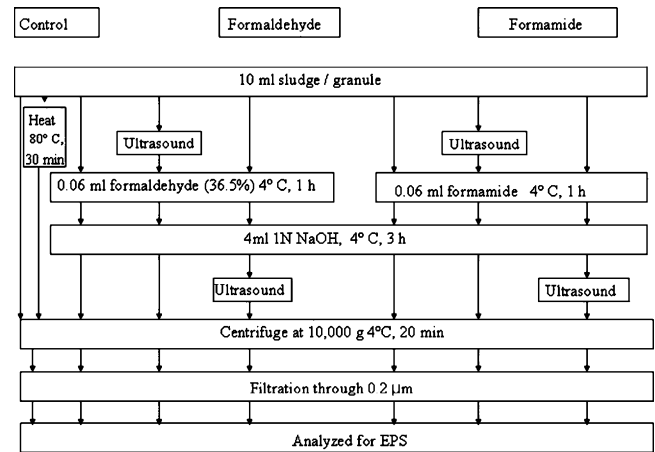 Control
Formaldehyde
Formamide
10 ml sludge / granule
Heat
80° C,
30 min
Ultrasound
Ultrasound
0.06 ml formaldehyde (36.5%) 4° C, 1 h
0.06 ml formamide 4° C, 1 h
4ml 1N NaOH, 4° C, 3 h
Ultrasound
Ultrasound
Centrifuge at 10,000 g 4°C, 20 min
Filtration through 0.2 μm
Analyzed for EPS